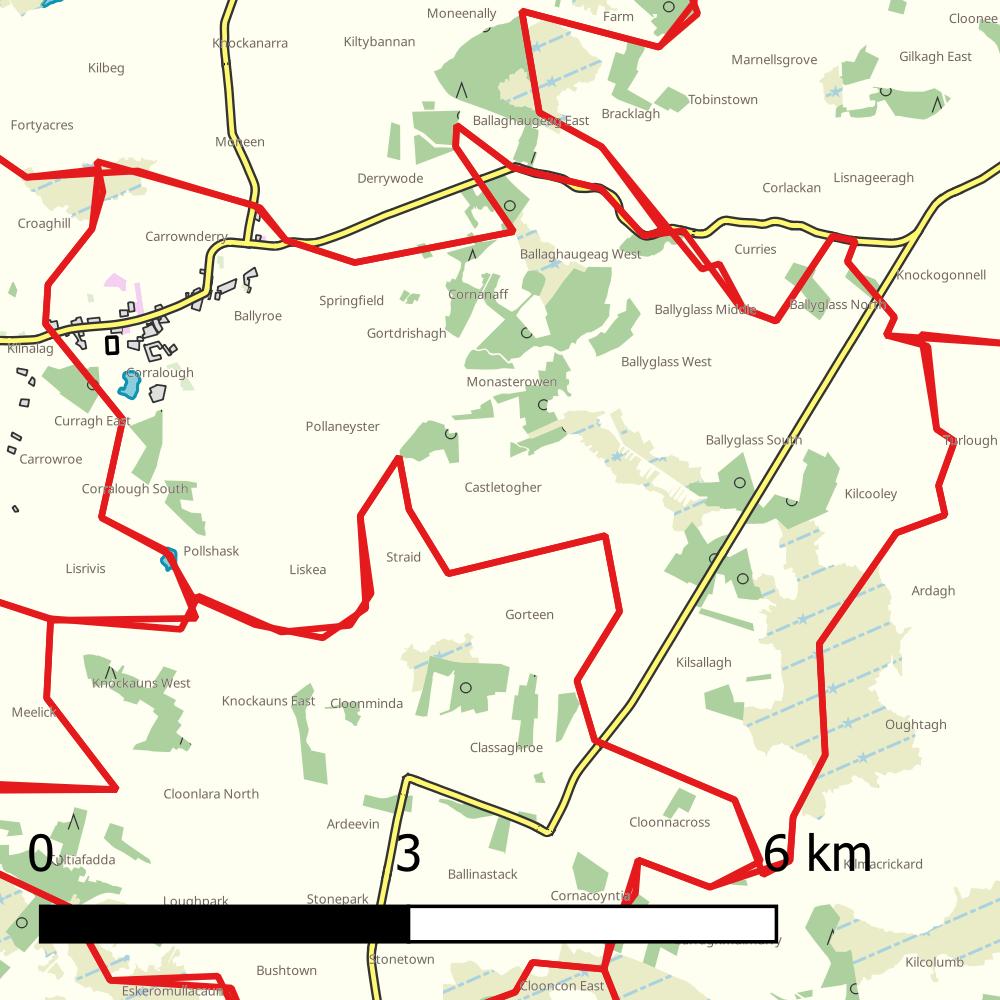 Moneenally
Farm
Cloonee
Knockanarra
Kiltybannan
Marnellsgrove
Gilkagh East
Kilbeg
Tobinstown
Bracklagh
Fortyacres
Ballaghaugeag East
Moneen
Derrywode
Corlackan
Lisnageeragh
Croaghill
Carrownderry
Curries
Ballaghaugeag West
Knockogonnell
Springfield
Cornanaff
Ballyroe
Ballyglass Middle
Ballyglass North
Gortdrishagh
Kilnalag
Ballyglass West
Corralough
Monasterowen
Curragh East
Pollaneyster
Ballyglass South
Turlough
Carrowroe
Corralough South
Castletogher
Kilcooley
Pollshask
Straid
Lisrivis
Liskea
Ardagh
Gorteen
Kilsallagh
Knockauns West
Knockauns East
Cloonminda
Meelick
Oughtagh
Classaghroe
Cloonlara North
Ardeevin
Cloonnacross
0 3 6 km
Kiltiafadda
Kilmacrickard
Ballinastack
Loughpark
Stonepark
Cornacoyntia
Stonetown
Kilcolumb
Bushtown
Clooncon East